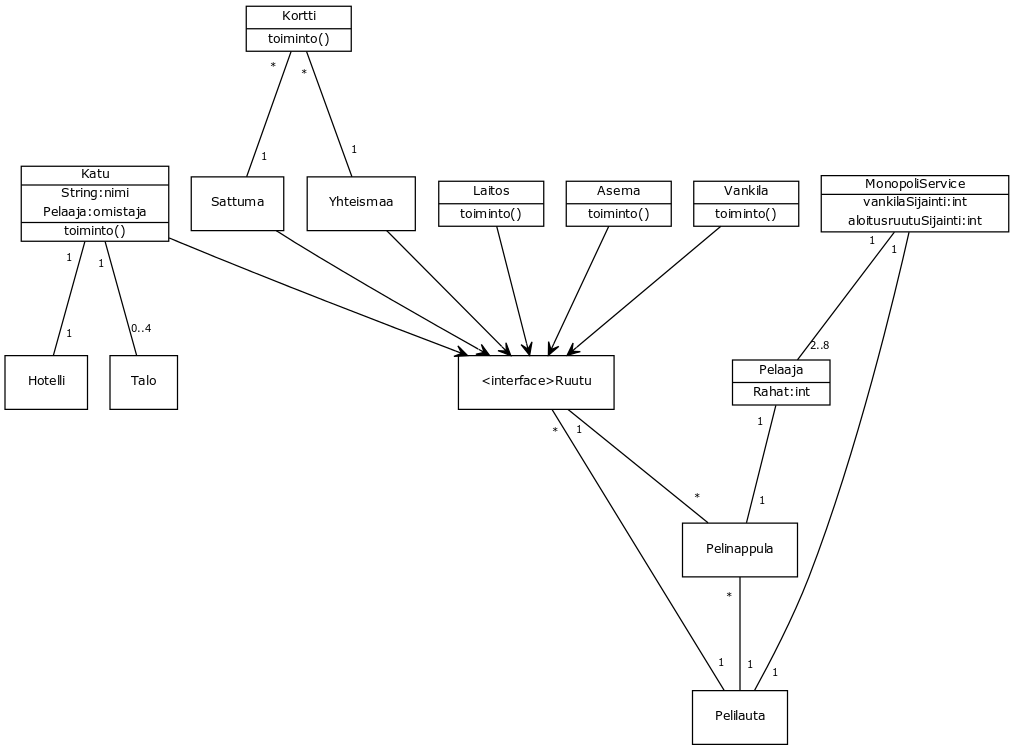 Kortti
toiminto()
*
*
1
1
Katu
String:nimi
Pelaaja:omistaja
toiminto()
Sattuma
Yhteismaa
Laitos
toiminto()
Asema
toiminto()
Vankila
toiminto()
MonopoliService
vankilaSijainti:int
aloitusruutuSijainti:int
1
1
1
1
1
0..4
2..8
Hotelli
Talo
<interface>Ruutu
Pelaaja
Rahat:int
*
1
1
*
1
Pelinappula
*
1
1
1
Pelilauta